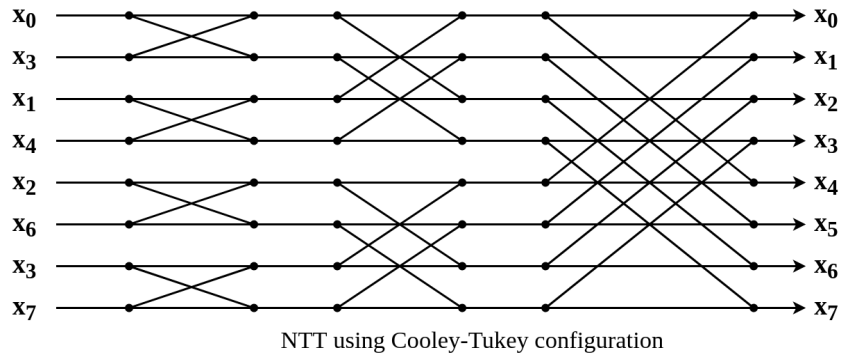 x0 x0
x3 x1
x1 x2
x4 x3
x2 x4
x6 x5
x3 x6
x7 x7
NTT using Cooley-Tukey configuration